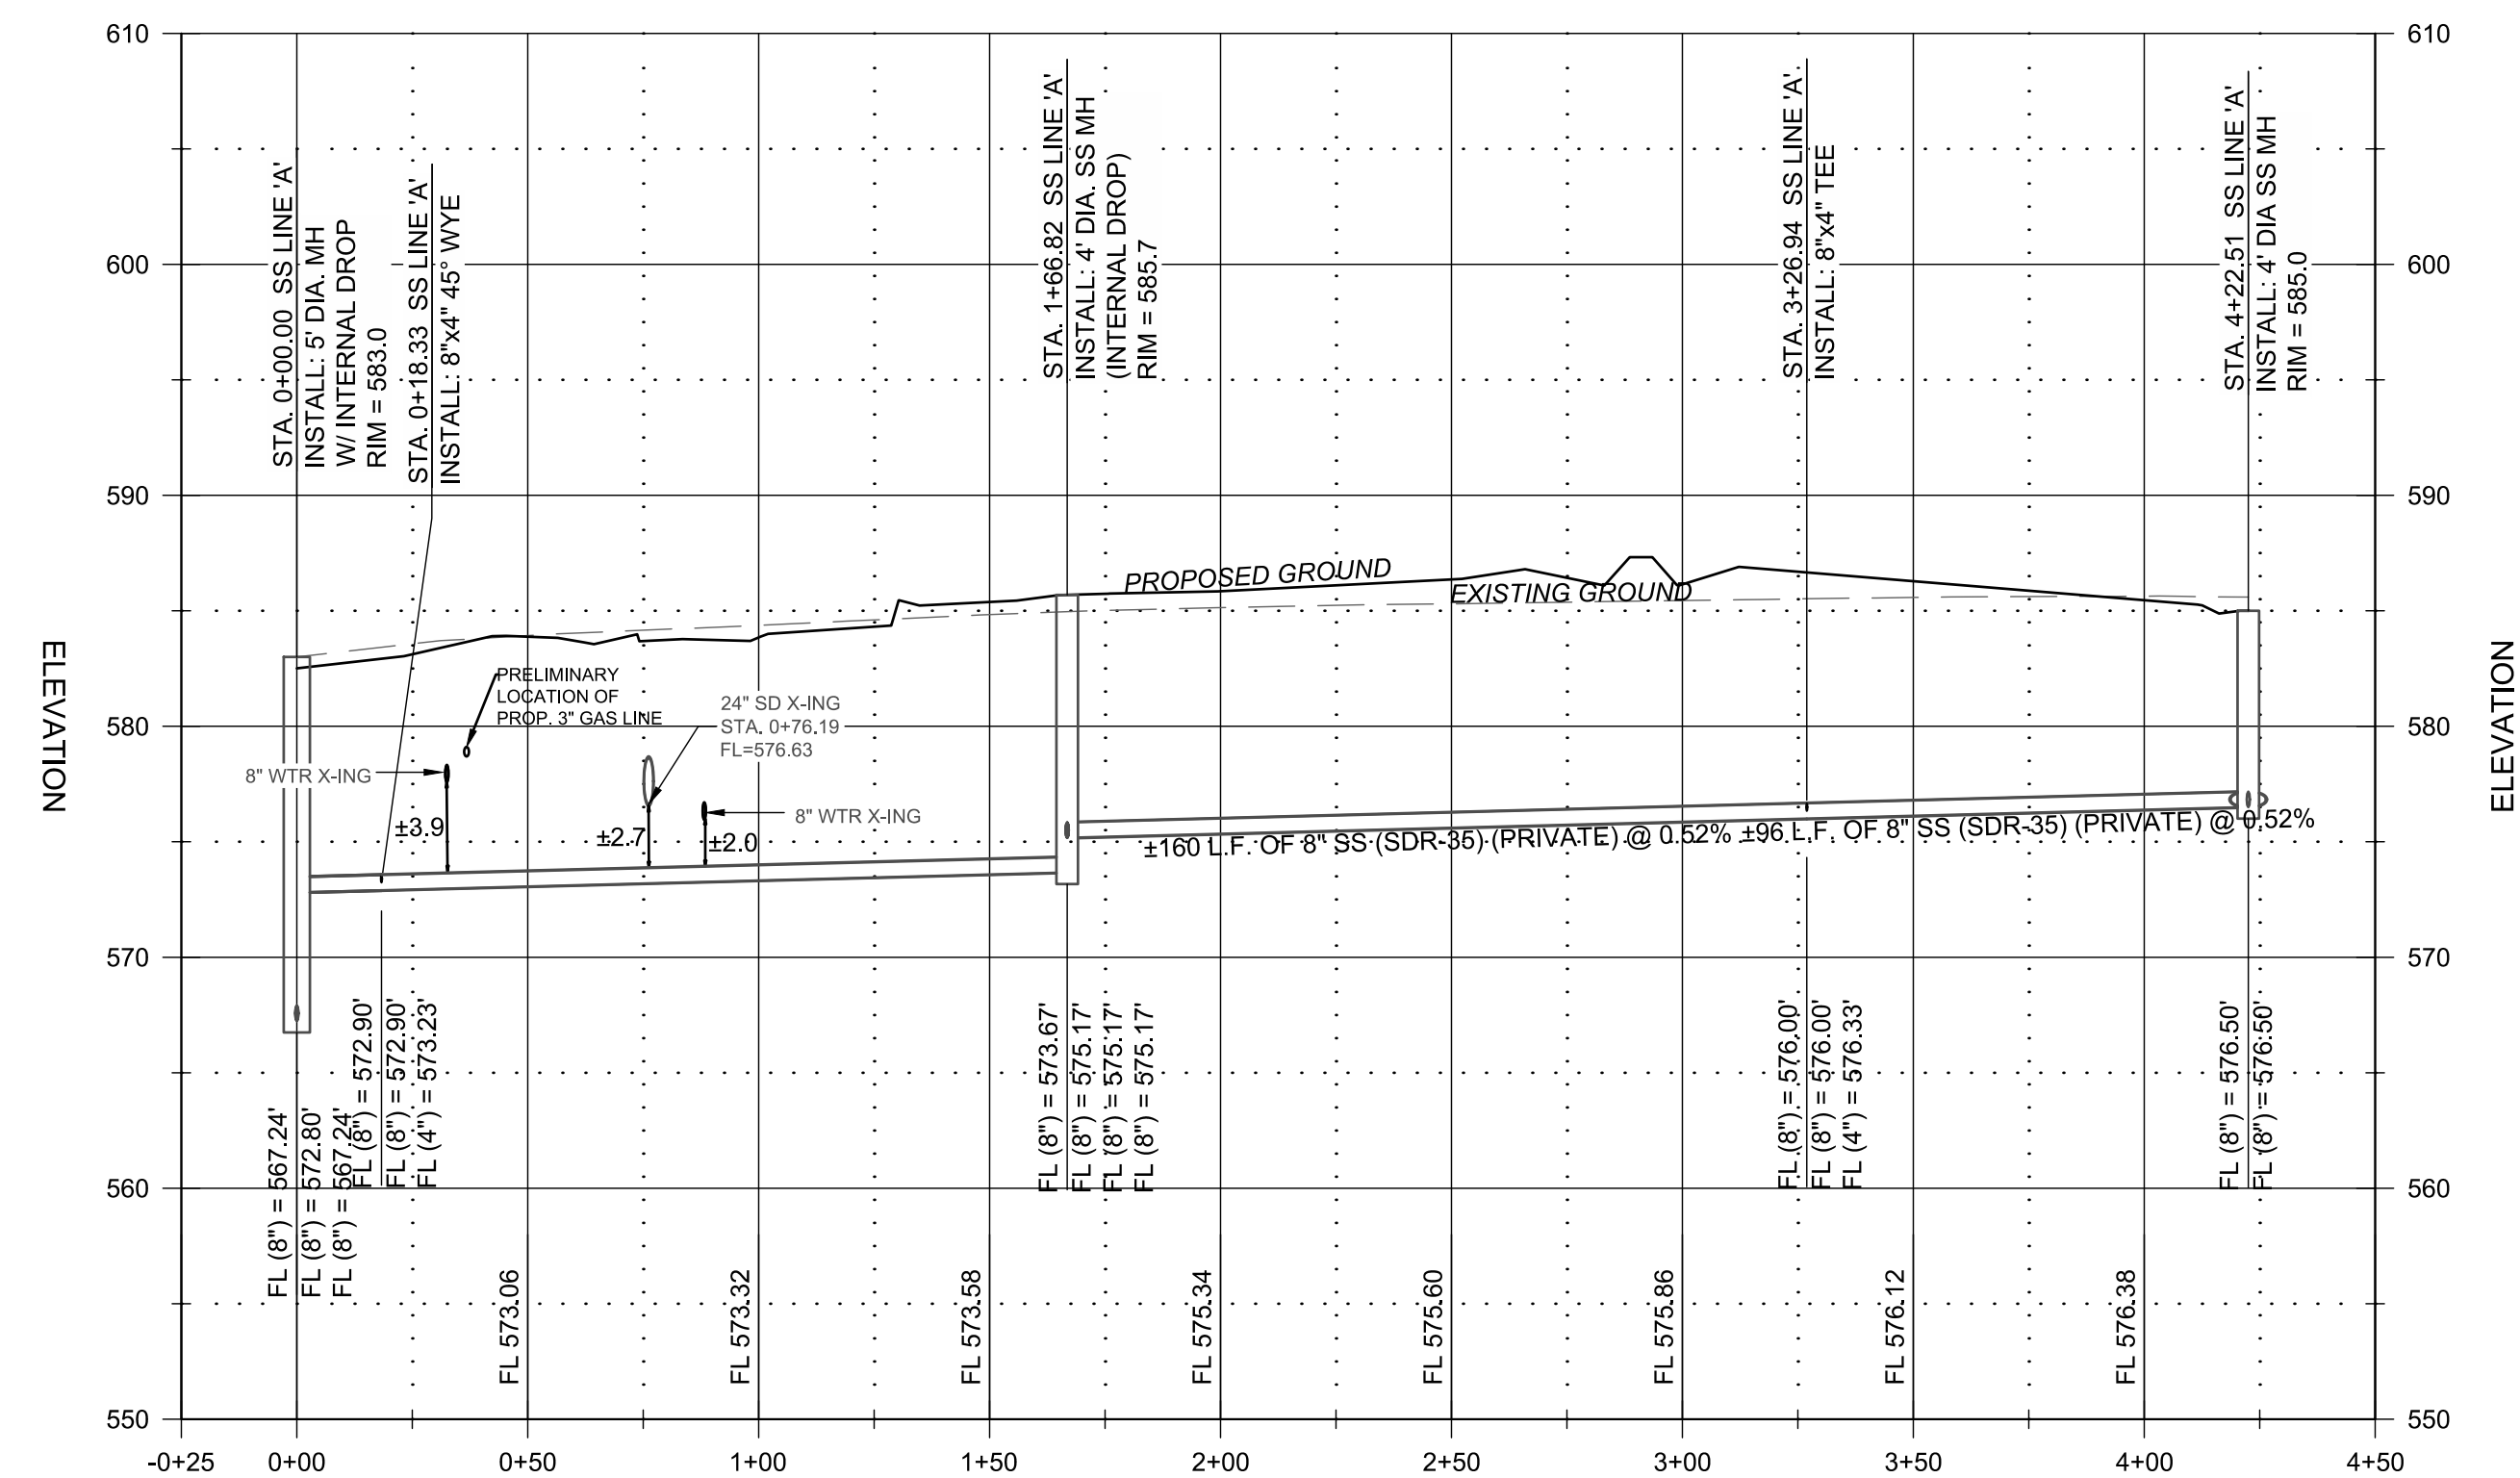 610
610
600
600
590
590
580
580
570
570
560
560
550
550
ELEVATION
ELEVATION
STA. 0+00.00 SS LINE 'A'
INSTALL: 5' DIA. MH
W/ INTERNAL DROP
RIM = 583.0
STA. 0+18.33 SS LINE 'A'
INSTALL: 8"x4" 45° WYE
STA. 1+66.82 SS LINE 'A'
INSTALL: 4' DIA. SS MH
(INTERNAL DROP)
RIM = 585.7
STA. 3+26.94 SS LINE 'A'
INSTALL: 8"x4" TEE
STA. 4+22.51 SS LINE 'A'
INSTALL: 4' DIA SS MH
RIM = 585.0
PROPOSED GROUND
EXISTING GROUND
PRELIMINARY
LOCATION OF
PROP. 3" GAS LINE
24" SD X-ING
STA. 0+76.19
FL=576.63
8" WTR X-ING
8" WTR X-ING
±3.9
±2.7
±2.0
±160 L.F. OF 8" SS (SDR-35) (PRIVATE) @ 0.52%
±96 L.F. OF 8" SS (SDR-35) (PRIVATE) @ 0.52%
FL (8") = 567.24'
FL (8") = 572.80'
FL (8") = 567.24'
FL (8") = 572.90'
FL (8") = 572.90'
FL (4") = 573.23'
FL (8") = 573.67'
FL (8") = 575.17'
FL (8") = 575.17'
FL (8") = 575.17'
FL (8") = 576.00'
FL (8") = 576.00'
FL (4") = 576.33'
FL (8") = 576.50'
FL (8") = 576.50'
FL 573.06
FL 573.32
FL 573.58
FL 575.34
FL 575.60
FL 575.86
FL 576.12
FL 576.38
-0+25
0+00
0+50
1+00
1+50
2+00
2+50
3+00
3+50
4+00
4+50